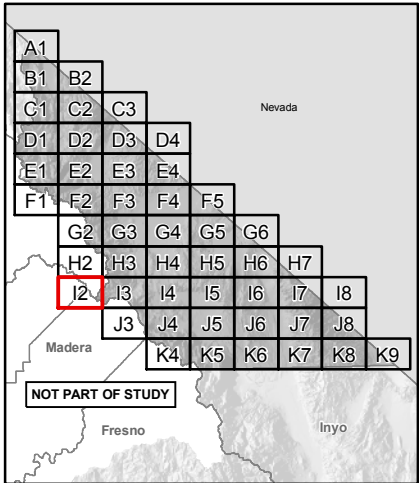 A1
B1 B2
C1 C2 C3
Nevada
D1 D2 D3 D4
E1 E2 E3 E4
F1 F2 F3 F4 F5
G2 G3 G4 G5 G6
H2 H3 H4 H5 H6 H7
I2 I3 I4 I5 I6 I7 I8
J3 J4 J5 J6 J7 J8
Madera
K4 K5 K6 K7 K8 K9
NOT PART OF STUDY
Fresno
Inyo